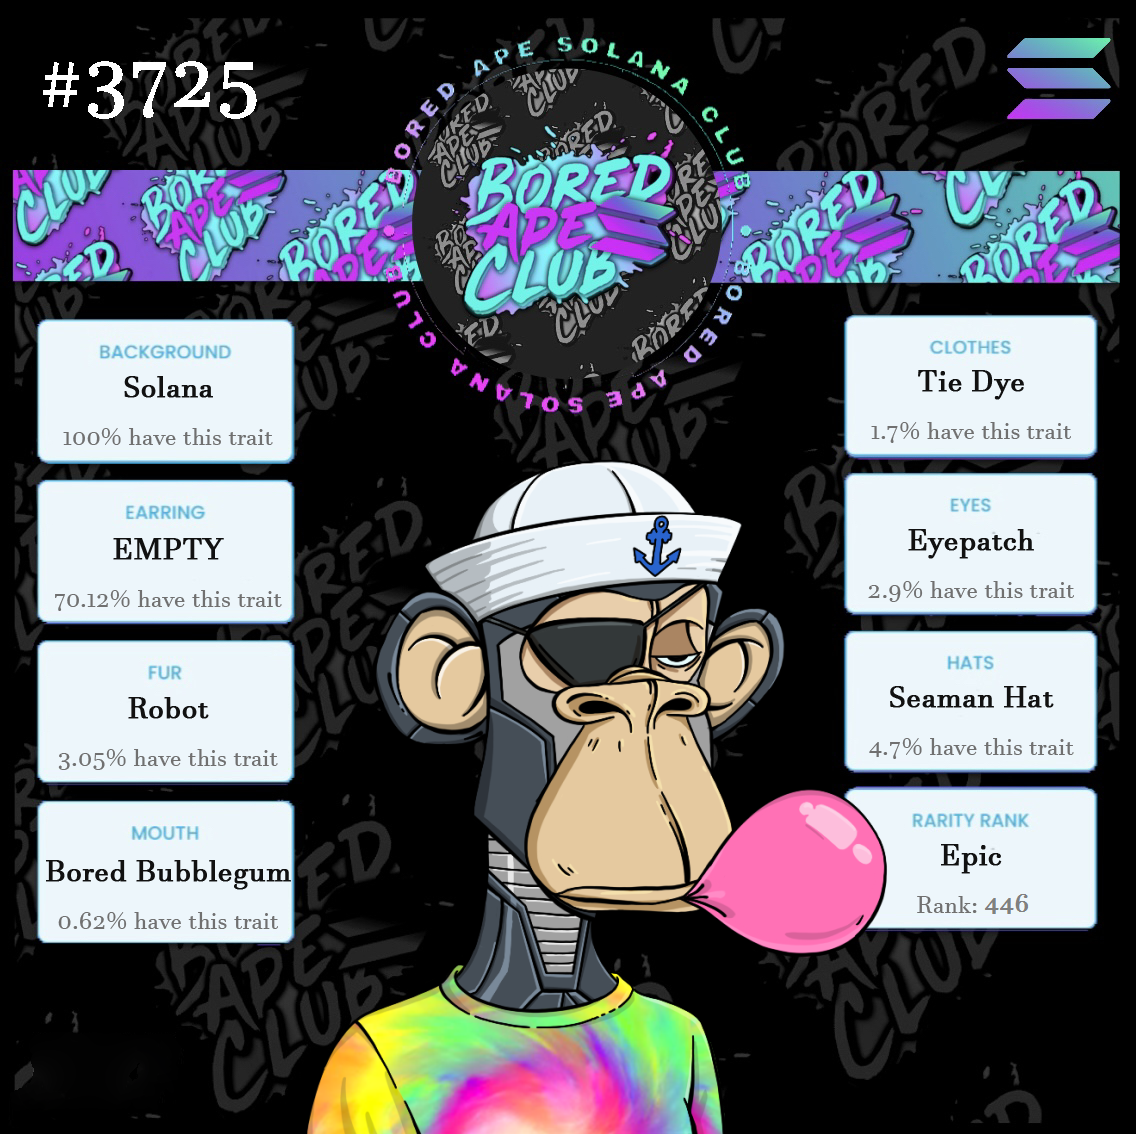 #3725
BORED APE SOLANA CLUB
BORED APE SOLANA CLUB
BORED
APE
CLUB
BACKGROUND
Solana
100% have this trait
EARRING
EMPTY
70.12% have this trait
FUR
Robot
3.05% have this trait
MOUTH
Bored Bubblegum
0.62% have this trait
CLOTHES
Tie Dye
1.7% have this trait
EYES
Eyepatch
2.9% have this trait
HATS
Seaman Hat
4.7% have this trait
RARITY RANK
Epic
Rank: 446